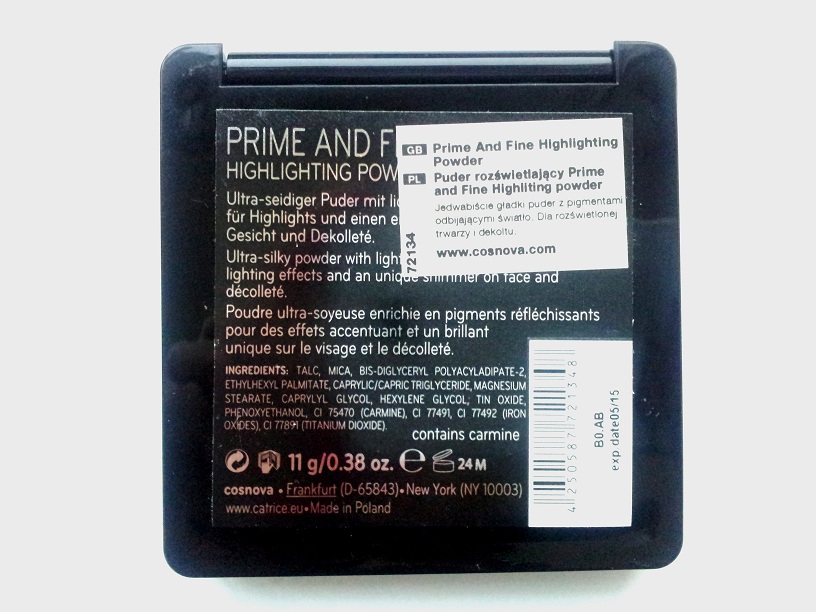 PRIME AND F
HIGHLIGHTING POW
Ultra-seidiger Puder mit
für Highlights und einen
Gesicht und Dekolleté.
Ultra-silky powder with
lighting effects and an unique shimmer on face and
décolleté.
Poudre ultra-soyeuse enrichie en pigments réfléchissants
pour des effets accentuant et un brillant
unique sur le visage et le décolleté.
INGREDIENTS: TALC, MICA, BIS-DIGLYCERYL POLYACYLADIPATE-2,
ETHYLHEXYL PALMITATE, CAPRYLIC/CAPRIC TRIGLYCERIDE, MAGNESIUM
STEARATE, CAPRYLYL GLYCOL, HEXYLENE GLYCOL, TIN OXIDE,
PHENOXYETHANOL, CI 75470 (CARMINE), CI 77491, CI 77492 (IRON
OXIDES), CI 77891 (TITANIUM DIOXIDE).
contains carmine
11 g/0.38 oz. e 24 M
cosnova • Frankfurt (D-65843)•New York (NY 10003)
www.catrice.eu•Made in Poland
GB Prime And Fine Highlighting
Powder
PL Puder rozświetlający Prime
and Fine Highliting powder
Jedwabiście gładki puder z pigmentami
odbijającymi światło. Dla rozświetlonej
twarzy i dekoltu.
www.cosnova.com
72134
4250587721348
B0.AB
exp date05/15